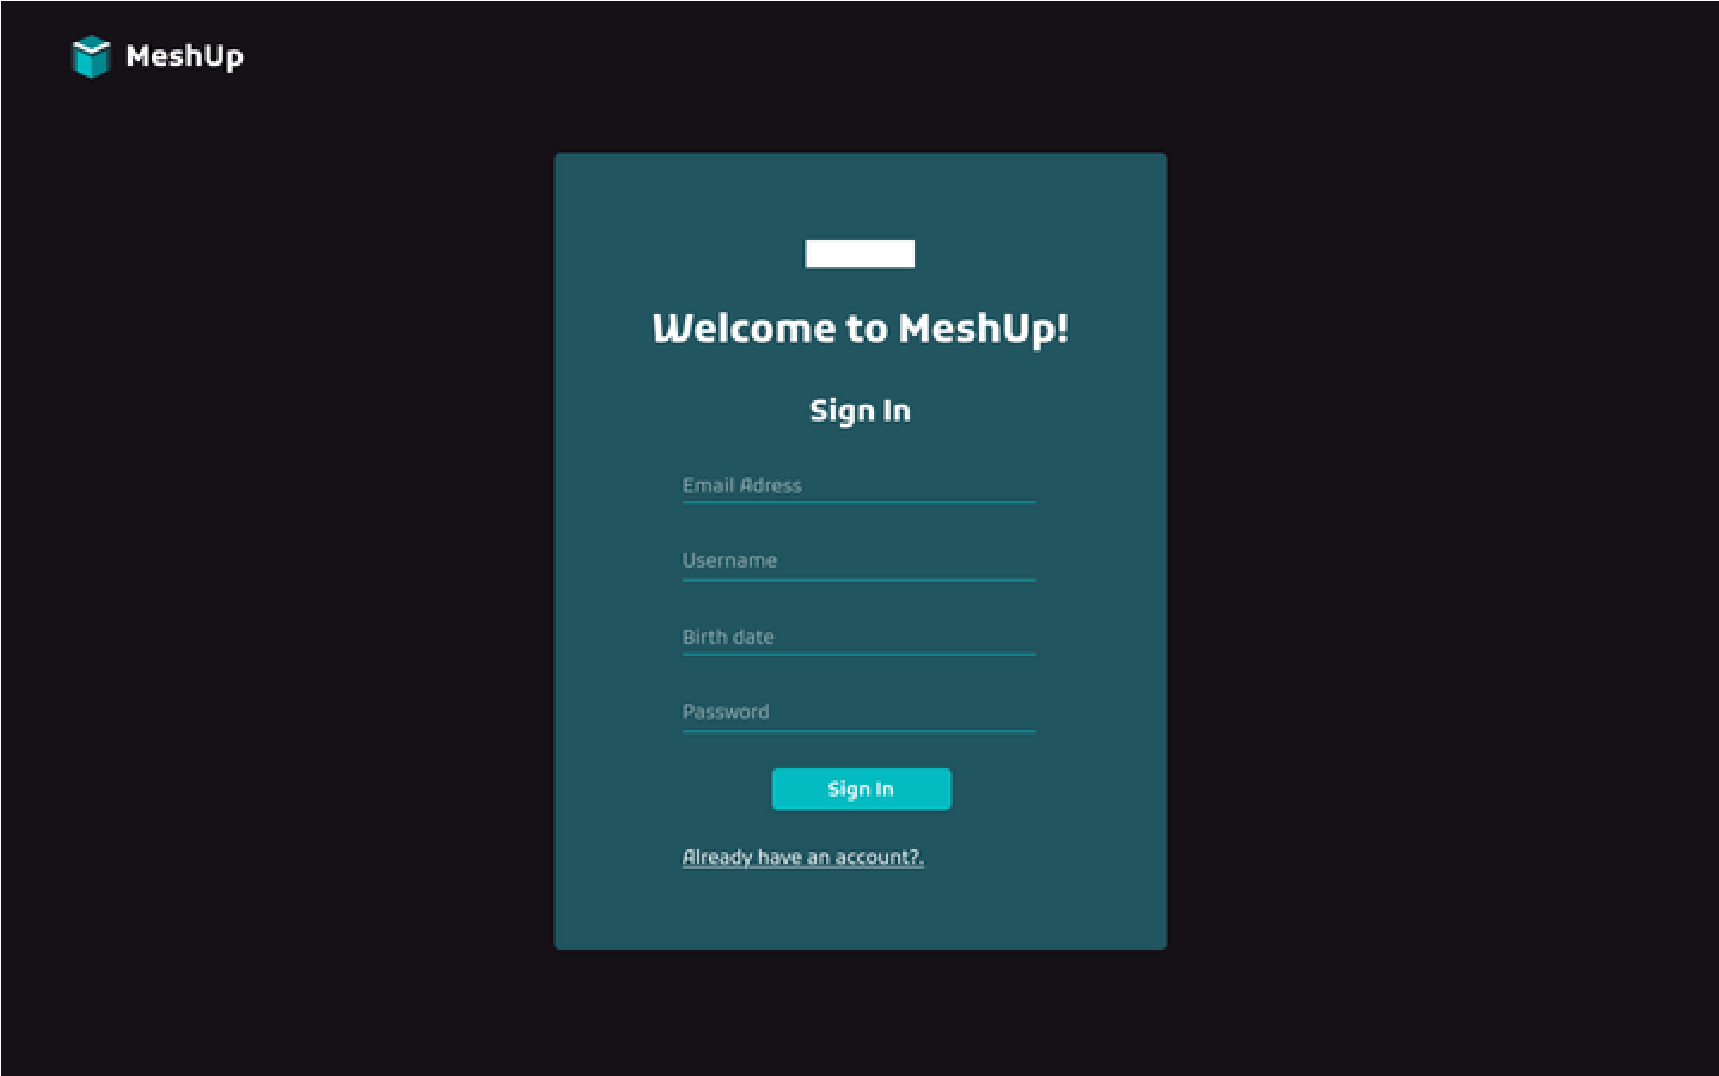 MeshUp
Welcome to MeshUp!
Sign In
Email Adress
Username
Birth date
Password
Sign In
Already have an account?.